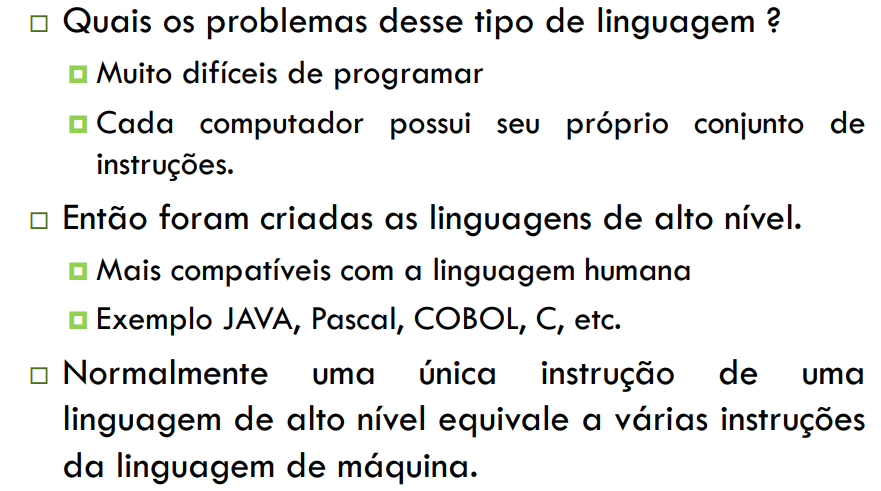 Quais os problemas desse tipo de linguagem ?
Muito difíceis de programar
Cada computador possui seu próprio conjunto de
instruções.
Então foram criadas as linguagens de alto nível.
Mais compatíveis com a linguagem humana
Exemplo JAVA, Pascal, COBOL, C, etc.
Normalmente uma única instrução de uma
linguagem de alto nível equivale a várias instruções
da linguagem de máquina.